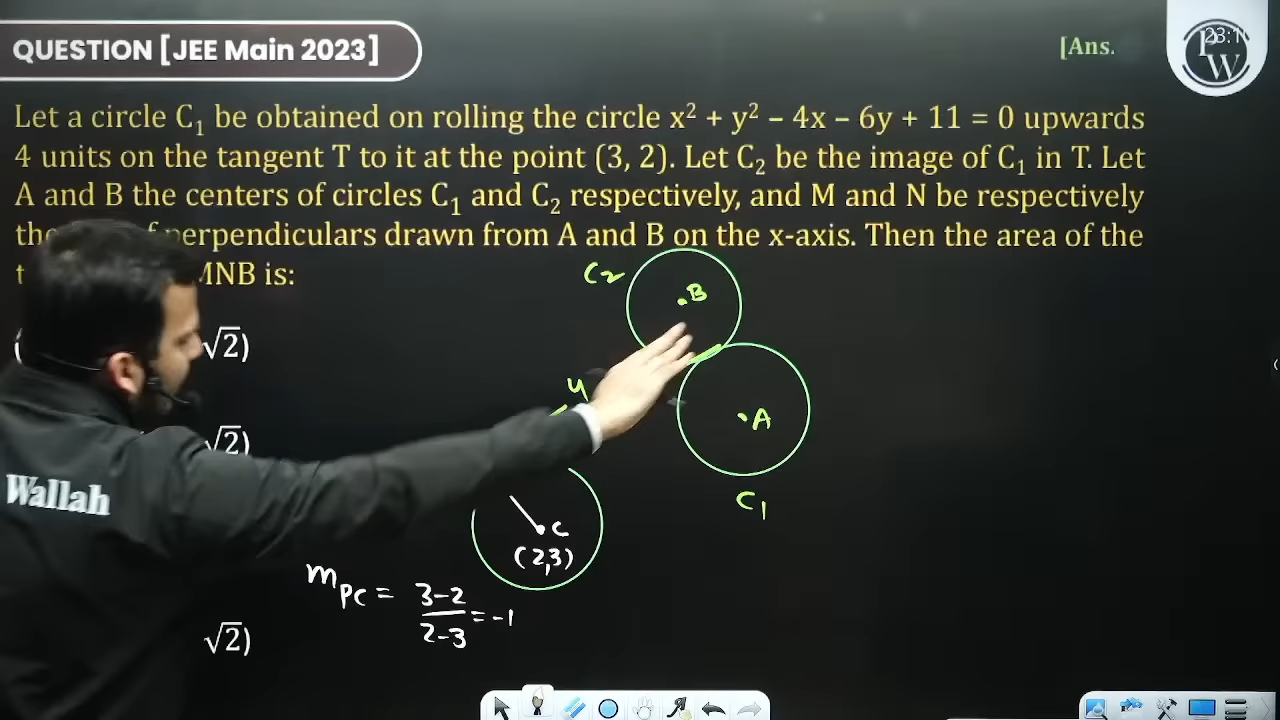 QUESTION [JEE Main 2023]
[Ans.
23:1
PW
Let a circle C₁ be obtained on rolling the circle x² + y² – 4x – 6y + 11 = 0 upwards
4 units on the tangent T to it at the point (3, 2). Let C₂ be the image of C₁ in T. Let
A and B the centers of circles C₁ and C₂ respectively, and M and N be respectively
perpendiculars drawn from A and B on the x-axis. Then the area of the
MNB is:
C₂
B
√2)
4
A
√2)
Wallah
C₁
C
(2,3)
m_PC = (3-2)/(2-3) = -1
√2)